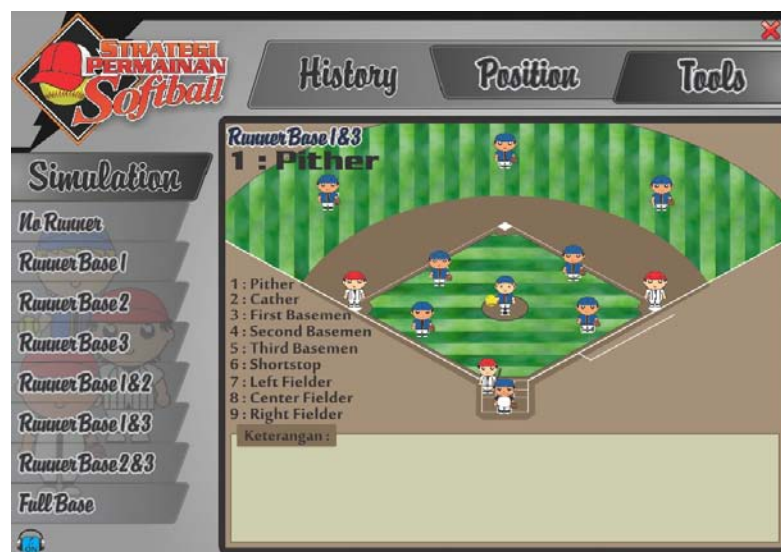 STRATEGI
PERMAINAN
Softball
History
Position
Tools
Simulation
No Runner
Runner Base 1
Runner Base 2
Runner Base 3
Runner Base 1&2
Runner Base 1&3
Runner Base 2&3
Full Base
Runner Base 1&3
1 : Pither
1 : Pither
2 : Cather
3 : First Basemen
4 : Second Basemen
5 : Third Basemen
6 : Shortstop
7 : Left Fielder
8 : Center Fielder
9 : Right Fielder
Keterangan :